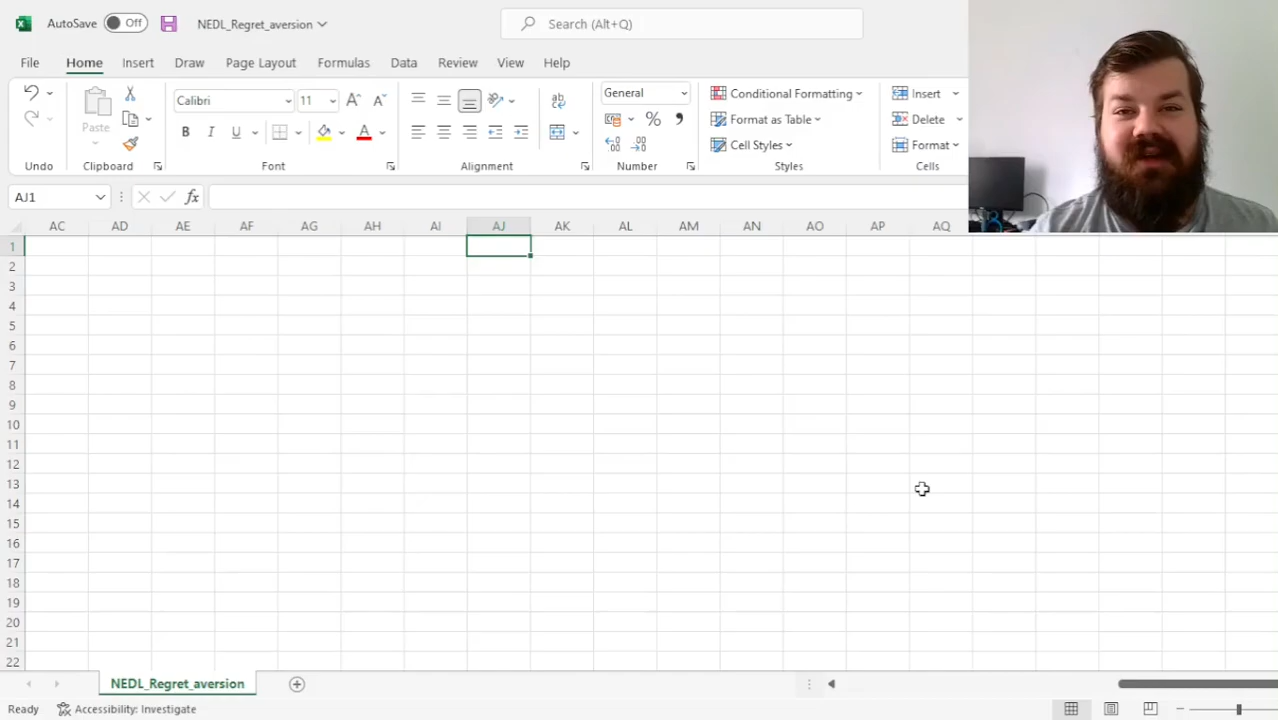 AutoSave Off NEDL_Regret_aversion Search (Alt+Q)
File Home Insert Draw Page Layout Formulas Data Review View Help
Calibri 11 General Conditional Formatting Insert
Paste B I U A % Format as Table Delete
Cell Styles Format
Undo Clipboard Font Alignment Number Styles Cells
AJ1 fx
AC AD AE AF AG AH AI AJ AK AL AM AN AO AP AQ
1
2
3
4
5
6
7
8
9
10
11
12
13
14
15
16
17
18
19
20
21
22
NEDL_Regret_aversion
Ready Accessibility: Investigate